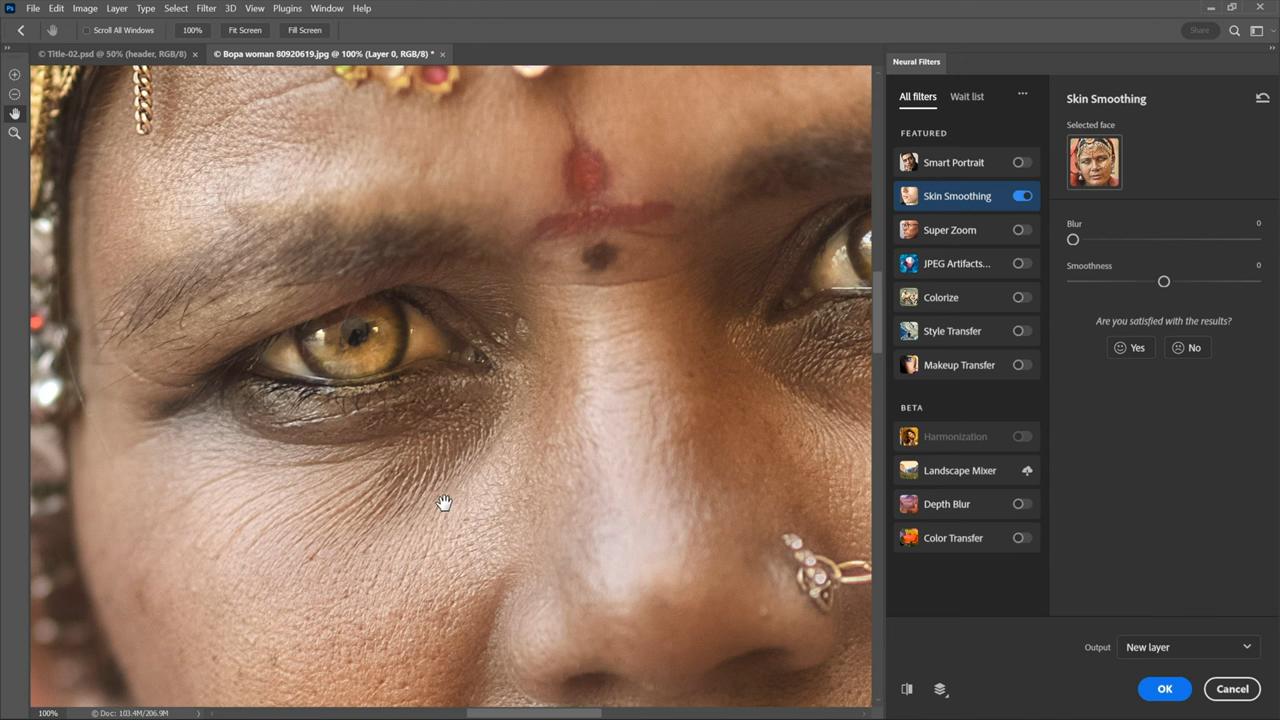 Ps File Edit Image Layer Type Select Filter 3D View Plugins Window Help
Scroll All Windows 100% Fit Screen Fill Screen Share
© Title-02.psd @ 50% (header, RGB/8) × © Bopa woman 80920619.jpg @ 100% (Layer 0, RGB/8) * ×
Neural Filters
All filters Wait list ...
FEATURED
Smart Portrait
Skin Smoothing
Super Zoom
JPEG Artifacts...
Colorize
Style Transfer
Makeup Transfer
BETA
Harmonization
Landscape Mixer
Depth Blur
Color Transfer
Skin Smoothing
Selected face
Blur 0
Smoothness 0
Are you satisfied with the results?
Yes No
Output New layer
OK Cancel
100% © Doc: 103.4M/206.9M